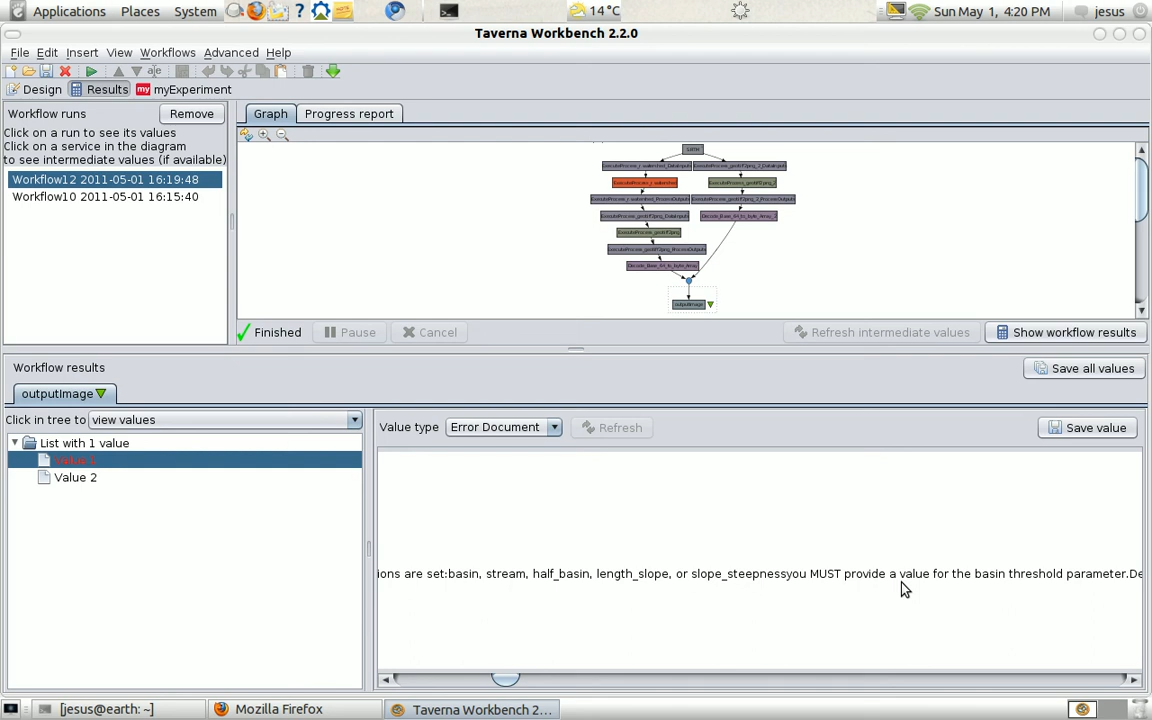 Applications Places System ? 14 °C Sun May 1, 4:20 PM jesus
Taverna Workbench 2.2.0
File Edit Insert View Workflows Advanced Help
Design Results my myExperiment
Workflow runs Remove
Click on a run to see its values
Click on a service in the diagram
to see intermediate values (if available)
Workflow12 2011-05-01 16:19:48
Workflow10 2011-05-01 16:15:40
Graph Progress report
outputImage
Finished Pause Cancel Refresh intermediate values Show workflow results
Workflow results
Save all values
outputImage
Click in tree to view values
List with 1 value
Value 1
Value 2
Value type Error Document Refresh Save value
ions are set:basin, stream, half_basin, length_slope, or slope_steepnessyou MUST provide a value for the basin threshold parameter.De
[jesus@earth: ~] Mozilla Firefox Taverna Workbench 2....